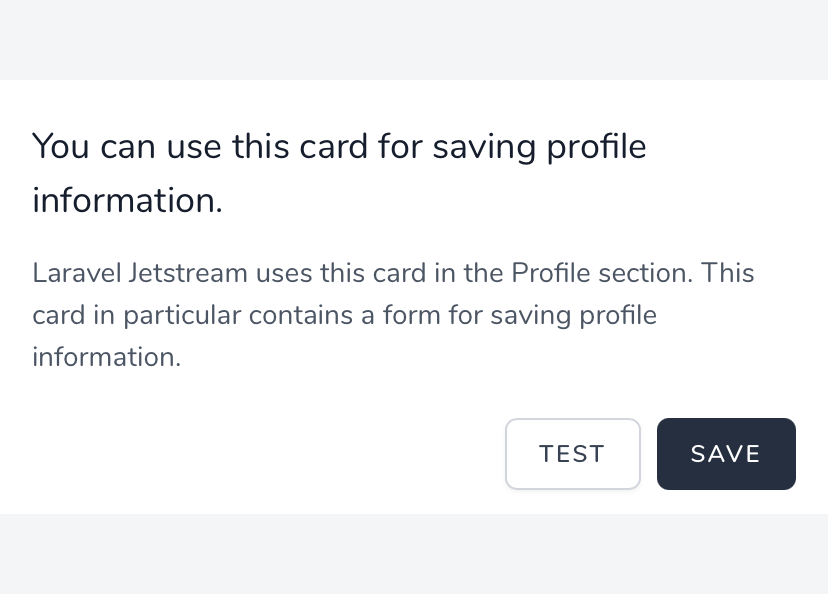 You can use this card for saving profile
information.
Laravel Jetstream uses this card in the Profile section. This
card in particular contains a form for saving profile
information.
TEST
SAVE